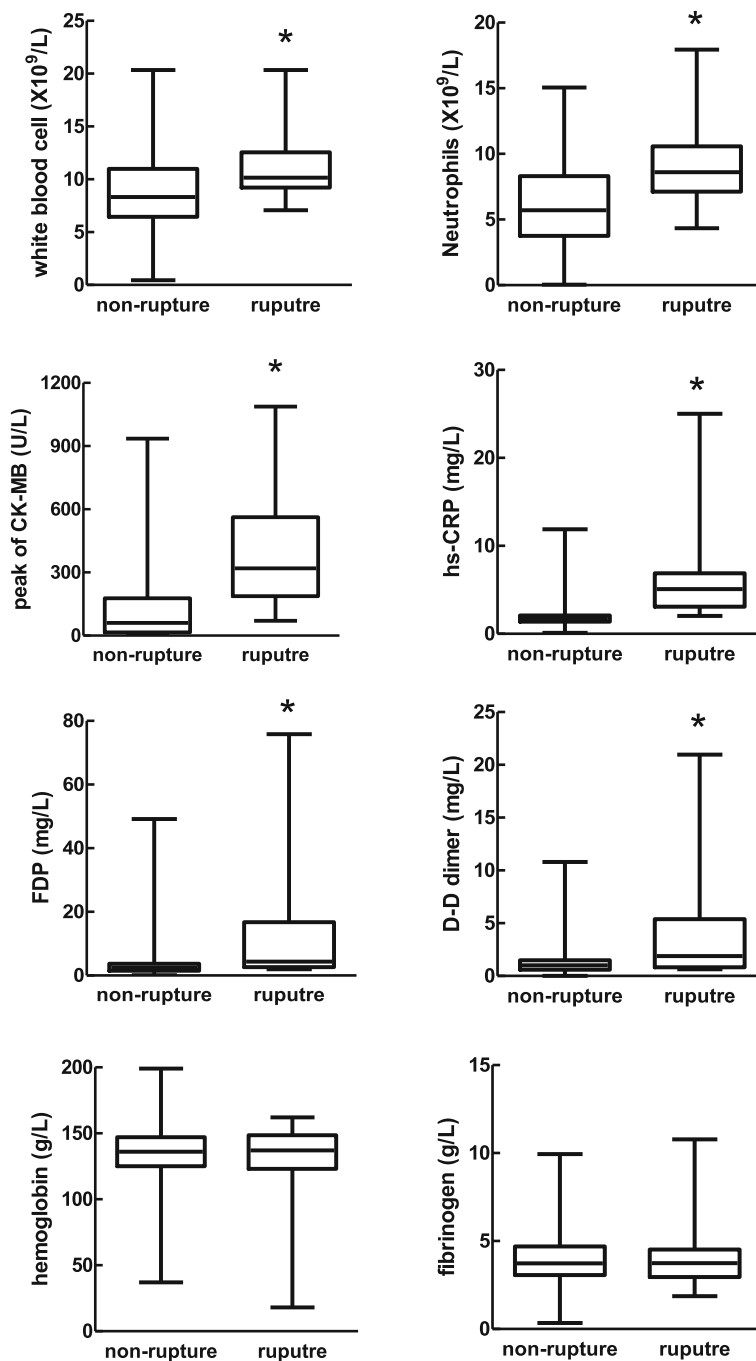 white blood cell (X10⁹/L)
25
20
15
10
5
0
*
non-rupture ruputre
Neutrophils (X10⁹/L)
20
15
10
5
0
*
non-rupture ruputre
peak of CK-MB (U/L)
1200
900
600
300
0
*
non-rupture ruputre
hs-CRP (mg/L)
30
20
10
0
*
non-rupture ruputre
FDP (mg/L)
80
60
40
20
0
*
non-rupture ruputre
D-D dimer (mg/L)
25
20
15
10
5
0
*
non-rupture ruputre
hemoglobin (g/L)
200
150
100
50
0
non-rupture ruputre
fibrinogen (g/L)
15
10
5
0
non-rupture ruputre